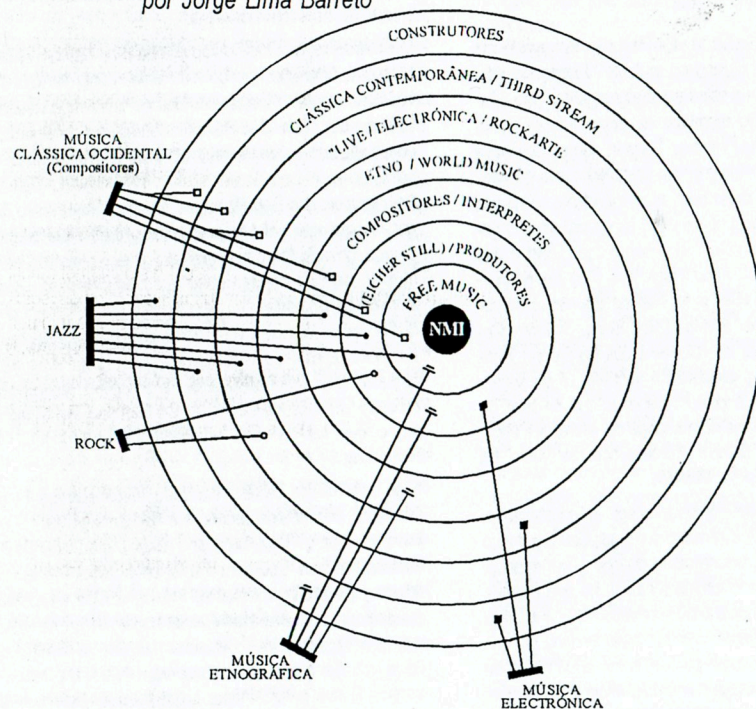 por Jorge Lima Barreto
CONSTRUTORES
CLÁSSICA CONTEMPORÂNEA / THIRD STREAM
"LIVE / ELECTRÓNICA / ROCKARTE
ETNO / WORLD MUSIC
COMPOSITORES / INTERPRETES
(EICHER STILL) / PRODUTORES
FREE MUSIC
NMI
MÚSICA
CLÁSSICA OCIDENTAL
(Compositores)
JAZZ
ROCK
MÚSICA
ETNOGRÁFICA
MÚSICA
ELECTRÓNICA